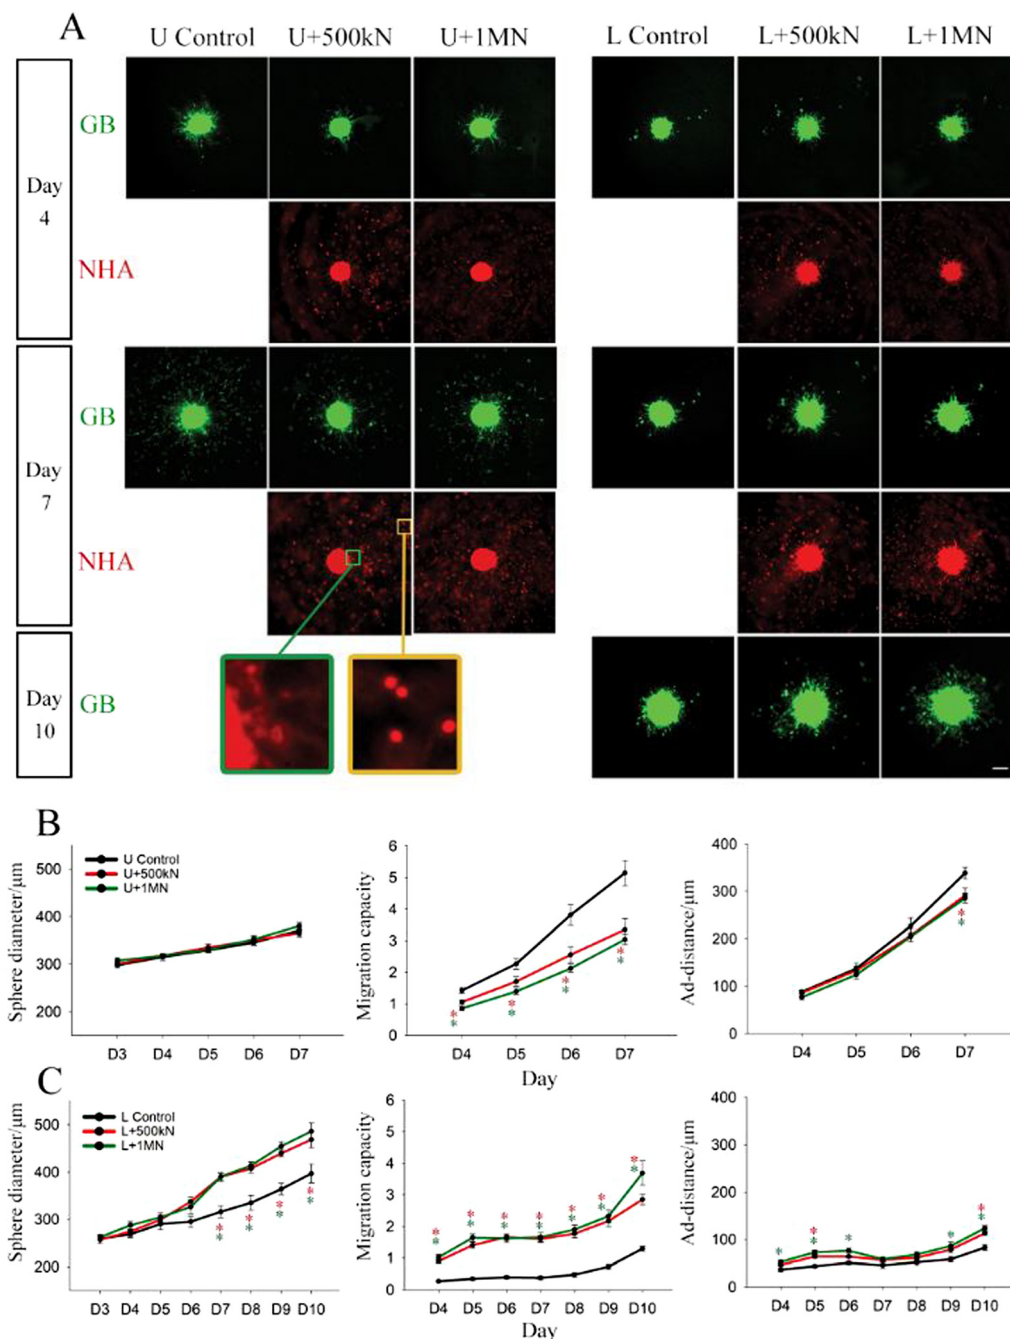 A
U Control U+500kN U+1MN L Control L+500kN L+1MN
Day
4
GB
NHA
Day
7
GB
NHA
Day
10
GB
B
Sphere diameter/µm
500
400
300
200
U Control
U+500kN
U+1MN
D3 D4 D5 D6 D7
Migration capacity
6
5
4
3
2
1
0
* * * *
* * * *
D4 D5 D6 D7
Ad-distance/µm
400
300
200
100
0
*
*
D4 D5 D6 D7
Day
C
Sphere diameter/µm
500
400
300
200
L Control
L+500kN
L+1MN
* * * *
* * * *
D3 D4 D5 D6 D7 D8 D9 D10
Migration capacity
6
5
4
3
2
1
0
* * * * * * *
* * * * * * *
D4 D5 D6 D7 D8 D9 D10
Ad-distance/µm
400
300
200
100
0
* * *
* * * * *
D4 D5 D6 D7 D8 D9 D10
Day